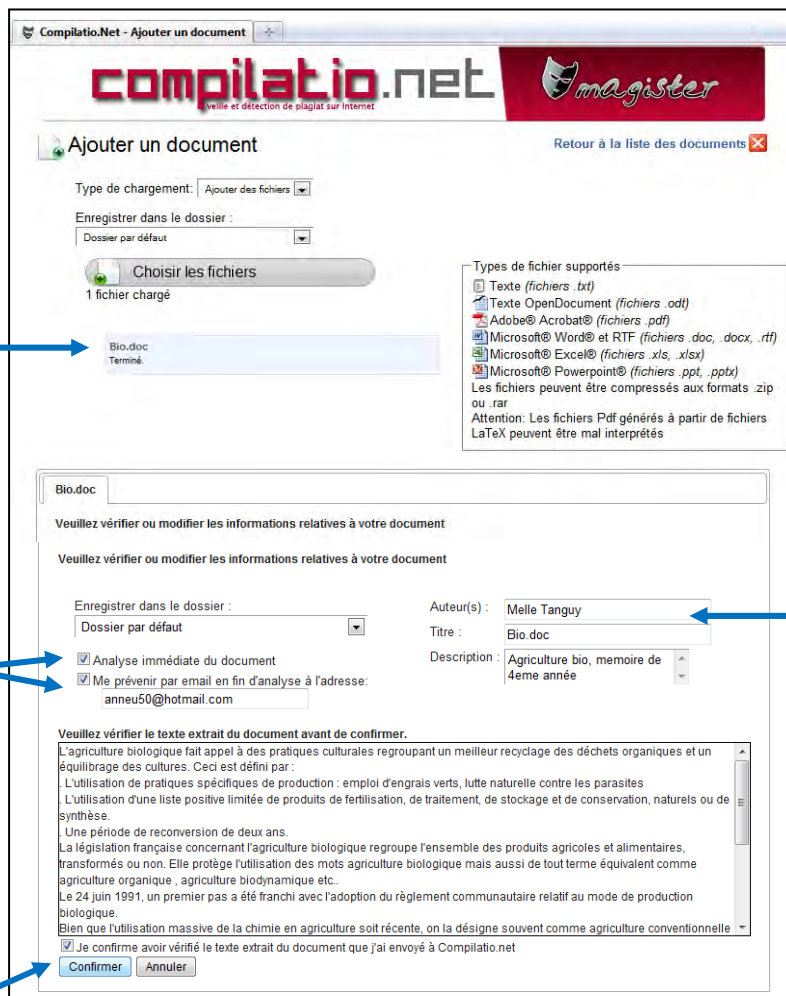 Compilatio.Net - Ajouter un document
compilatio.net
veille et détection de plagiat sur Internet
magister
Ajouter un document
Retour à la liste des documents
Type de chargement: Ajouter des fichiers
Enregistrer dans le dossier :
Dossier par défaut
Choisir les fichiers
1 fichier chargé
Bio.doc
Terminé.
Types de fichier supportés
Texte (fichiers .txt)
Texte OpenDocument (fichiers .odt)
Adobe® Acrobat® (fichiers .pdf)
Microsoft® Word® et RTF (fichiers .doc, .docx, .rtf)
Microsoft® Excel® (fichiers .xls, .xlsx)
Microsoft® Powerpoint® (fichiers .ppt, .pptx)
Les fichiers peuvent être compressés aux formats .zip
ou .rar
Attention: Les fichiers Pdf générés à partir de fichiers
LaTeX peuvent être mal interprétés
Bio.doc
Veuillez vérifier ou modifier les informations relatives à votre document
Veuillez vérifier ou modifier les informations relatives à votre document
Enregistrer dans le dossier :
Dossier par défaut
Analyse immédiate du document
Me prévenir par email en fin d'analyse à l'adresse:
anneu50@hotmail.com
Auteur(s) : Melle Tanguy
Titre : Bio.doc
Description : Agriculture bio, memoire de
4eme année
Veuillez vérifier le texte extrait du document avant de confirmer.
L'agriculture biologique fait appel à des pratiques culturales regroupant un meilleur recyclage des déchets organiques et un
équilibrage des cultures. Ceci est défini par :
. L'utilisation de pratiques spécifiques de production : emploi d'engrais verts, lutte naturelle contre les parasites
. L'utilisation d'une liste positive limitée de produits de fertilisation, de traitement, de stockage et de conservation, naturels ou de
synthèse.
. Une période de reconversion de deux ans.
La législation française concernant l'agriculture biologique regroupe l'ensemble des produits agricoles et alimentaires,
transformés ou non. Elle protège l'utilisation des mots agriculture biologique mais aussi de tout terme équivalent comme
agriculture organique , agriculture biodynamique etc..
Le 24 juin 1991, un premier pas a été franchi avec l'adoption du règlement communautaire relatif au mode de production
biologique.
Bien que l'utilisation massive de la chimie en agriculture soit récente, on la désigne souvent comme agriculture conventionnelle
Je confirme avoir vérifié le texte extrait du document que j'ai envoyé à Compilatio.net
Confirmer Annuler